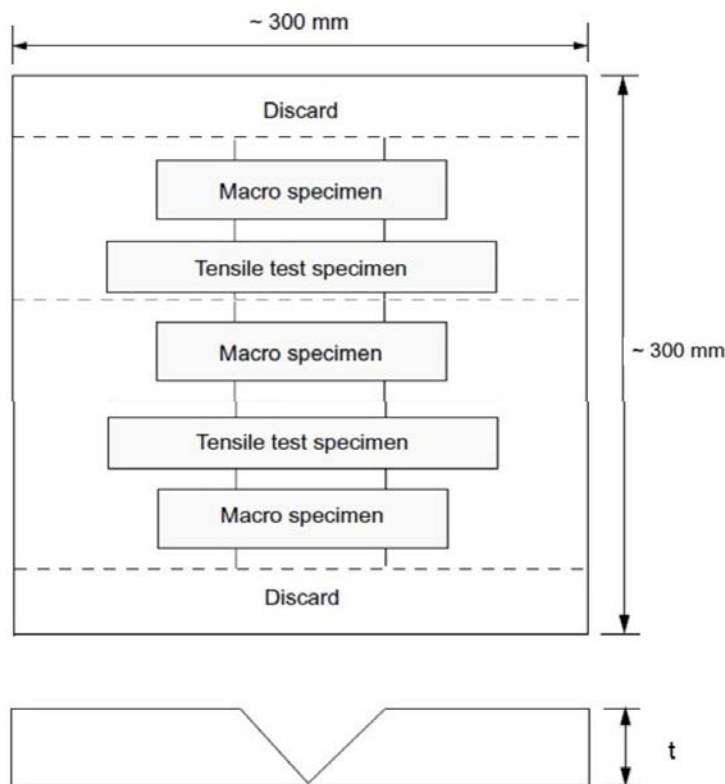 ~ 300 mm
Discard
Macro specimen
Tensile test specimen
Macro specimen
~ 300 mm
Tensile test specimen
Macro specimen
Discard
t